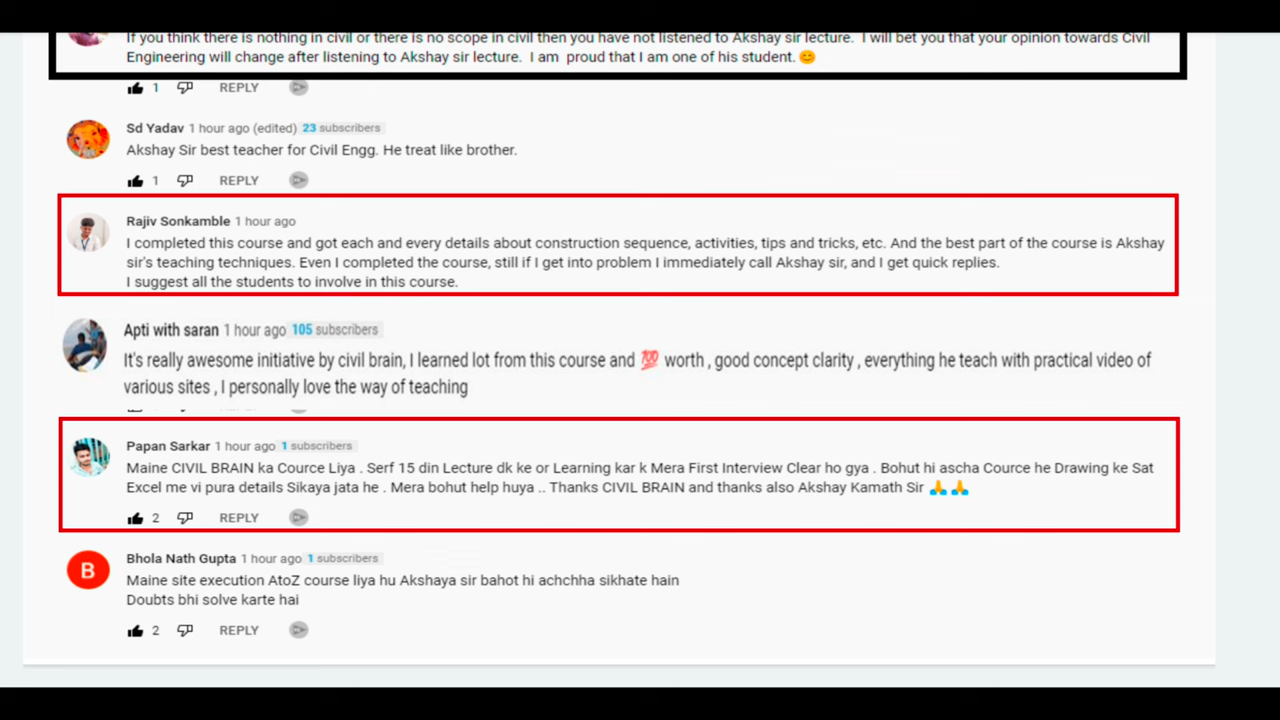 If you think there is nothing in civil or there is no scope in civil then you have not listened to Akshay sir lecture. I will bet you that your opinion towards Civil
Engineering will change after listening to Akshay sir lecture. I am proud that I am one of his student. 😊
1 REPLY
Sd Yadav 1 hour ago (edited) 23 subscribers
Akshay Sir best teacher for Civil Engg. He treat like brother.
1 REPLY
Rajiv Sonkamble 1 hour ago
I completed this course and got each and every details about construction sequence, activities, tips and tricks, etc. And the best part of the course is Akshay
sir's teaching techniques. Even I completed the course, still if I get into problem I immediately call Akshay sir, and I get quick replies.
I suggest all the students to involve in this course.
Apti with saran 1 hour ago 105 subscribers
It's really awesome initiative by civil brain, I learned lot from this course and 💯 worth , good concept clarity , everything he teach with practical video of
various sites , I personally love the way of teaching
Papan Sarkar 1 hour ago 1 subscribers
Maine CIVIL BRAIN ka Cource Liya . Serf 15 din Lecture dk ke or Learning kar k Mera First Interview Clear ho gya . Bohut hi ascha Cource he Drawing ke Sat
Excel me vi pura details Sikaya jata he . Mera bohut help huya .. Thanks CIVIL BRAIN and thanks also Akshay Kamath Sir 🙏🙏
2 REPLY
B
Bhola Nath Gupta 1 hour ago 1 subscribers
Maine site execution AtoZ course liya hu Akshaya sir bahot hi achchha sikhate hain
Doubts bhi solve karte hai
2 REPLY